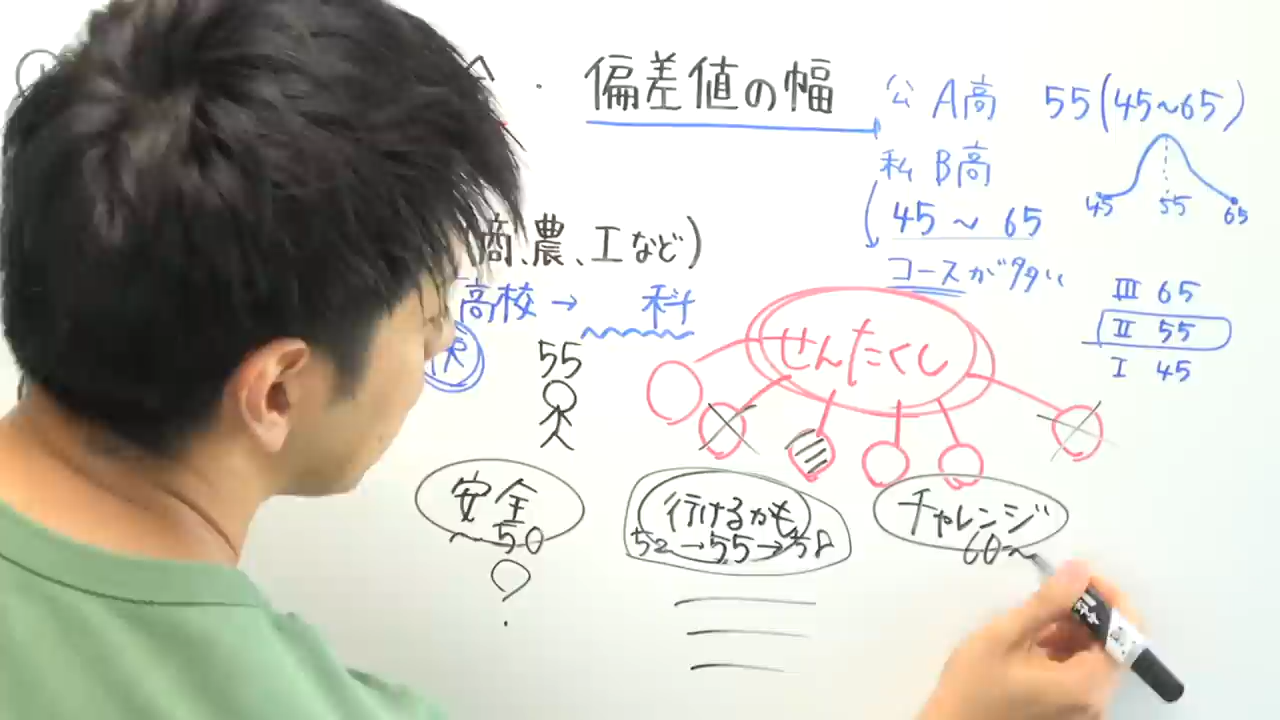 ・偏差値の幅
公 A高 55(45~65)
45 55 65
私 B高
45 ~ 65
コースが多い
III 65
II 55
I 45
(商、農、工など)
高校→ 科
55
せんたくし
安全
~50
行けるかも
52→55→58
チャレンジ
60~